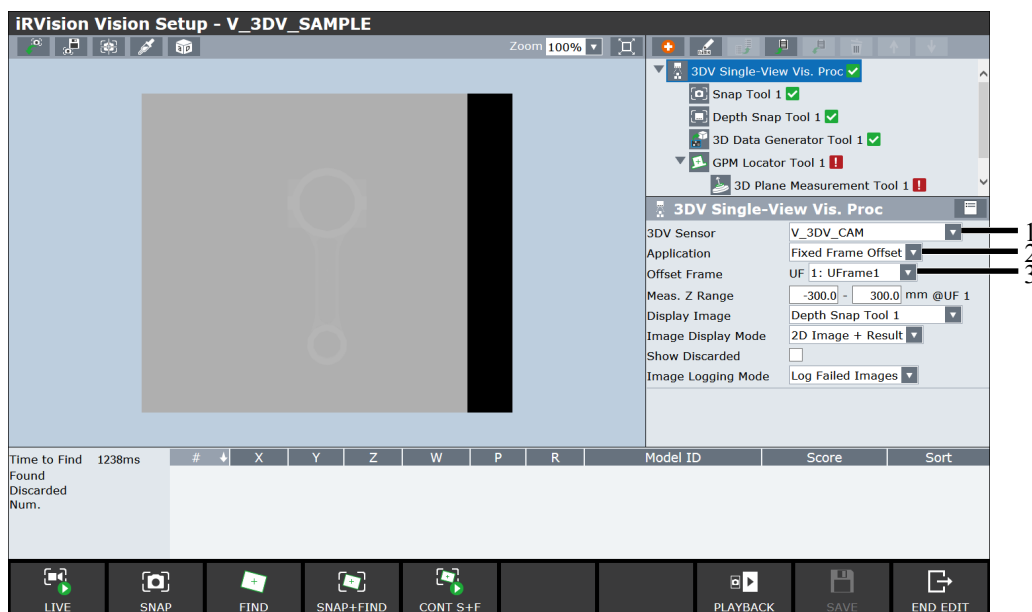 iRVision Vision Setup - V_3DV_SAMPLE
Zoom 100%
3DV Single-View Vis. Proc
Snap Tool 1
Depth Snap Tool 1
3D Data Generator Tool 1
GPM Locator Tool 1
3D Plane Measurement Tool 1
3DV Single-View Vis. Proc
3DV Sensor V_3DV_CAM 1
Application Fixed Frame Offset 2
Offset Frame UF 1: UFrame1 3
Meas. Z Range -300.0 - 300.0 mm @UF 1
Display Image Depth Snap Tool 1
Image Display Mode 2D Image + Result
Show Discarded
Image Logging Mode Log Failed Images
Time to Find 1238ms # X Y Z W P R Model ID Score Sort
Found
Discarded
Num.
LIVE SNAP FIND SNAP+FIND CONT S+F PLAYBACK SAVE END EDIT